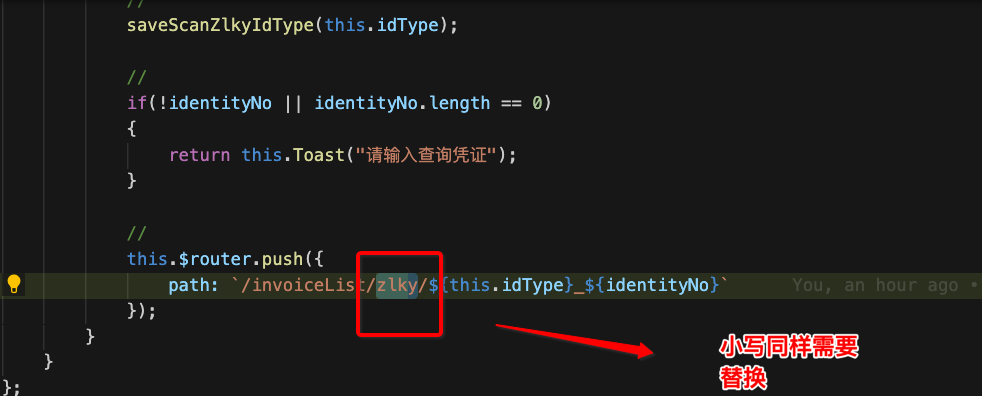 //
saveScanZlkyIdType(this.idType);
//
if(!identityNo || identityNo.length == 0)
{
return this.Toast("请输入查询凭证");
}
//
this.$router.push({
path: `/invoiceList/zlky/${this.idType}_${identityNo}`
You, an hour ago •
});
}
}
};
小写同样需要
替换